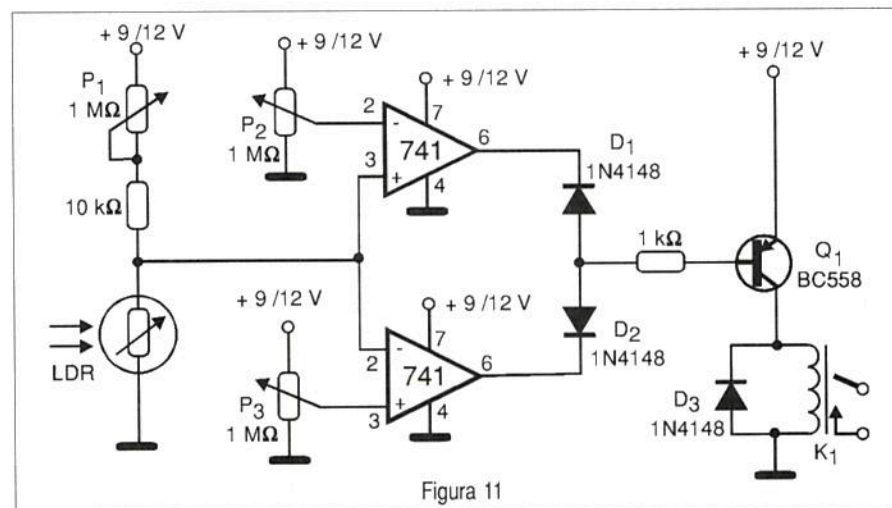 + 9 /12 V
P1
1 MΩ
10 kΩ
LDR
+ 9 /12 V
P2
1 MΩ
+ 9 /12 V
2
-
7
741
6
3
+
4
+ 9 /12 V
P3
1 MΩ
+ 9 /12 V
2
-
7
741
6
3
+
4
D1
1N4148
D2
1N4148
1 kΩ
+ 9 /12 V
Q1
BC558
D3
1N4148
K1
Figura 11